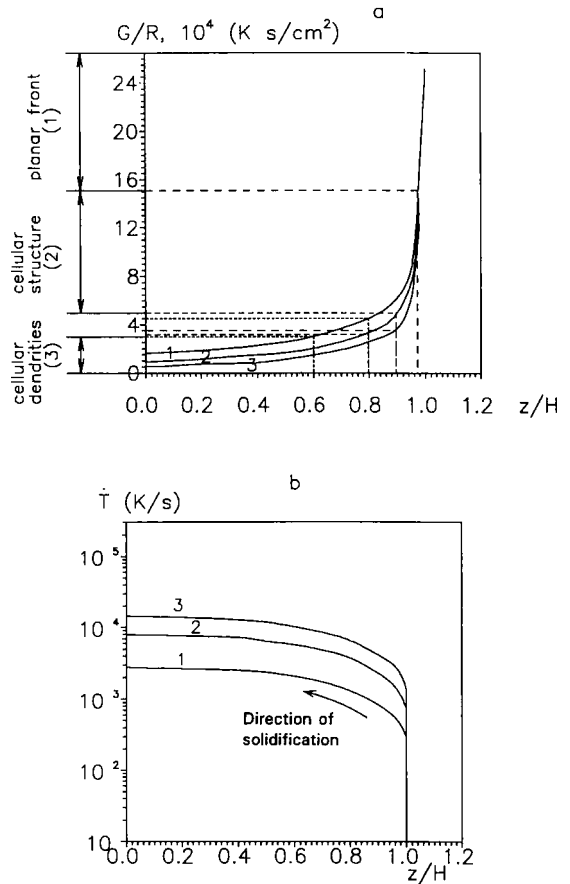 a
G/R, 10⁴ (K s/cm²)
planar front
(1)
cellular
structure
(2)
cellular
dendrities
(3)
24
20
16
12
8
4
0
1
2
3
0.0 0.2 0.4 0.6 0.8 1.0 1.2
z/H
b
Ṫ (K/s)
10⁵
10⁴
10³
10²
10
3
2
1
Direction of
solidification
0.0 0.2 0.4 0.6 0.8 1.0 1.2
z/H